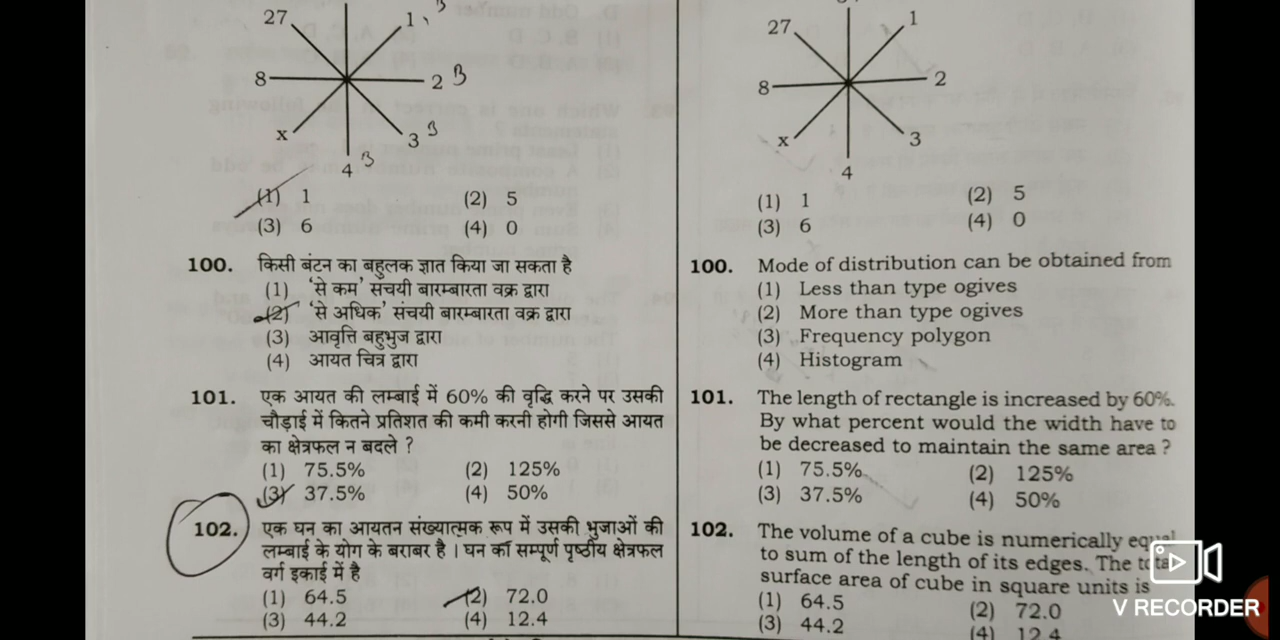 27
1
8
2 B
x
3 B
4 B
(1) 1 (2) 5
(3) 6 (4) 0
100. किसी बंटन का बहुलक ज्ञात किया जा सकता है
(1) 'से कम' संचयी बारम्बारता वक्र द्वारा
(2) 'से अधिक' संचयी बारम्बारता वक्र द्वारा
(3) आवृत्ति बहुभुज द्वारा
(4) आयत चित्र द्वारा
101. एक आयत की लम्बाई में 60% की वृद्धि करने पर उसकी
चौड़ाई में कितने प्रतिशत की कमी करनी होगी जिससे आयत
का क्षेत्रफल न बदले ?
(1) 75.5% (2) 125%
(3) 37.5% (4) 50%
102. एक घन का आयतन संख्यात्मक रूप में उसकी भुजाओं की
लम्बाई के योग के बराबर है । घन का सम्पूर्ण पृष्ठीय क्षेत्रफल
वर्ग इकाई में है
(1) 64.5 (2) 72.0
(3) 44.2 (4) 12.4
27
1
8
2
x
3
4
(1) 1 (2) 5
(3) 6 (4) 0
100. Mode of distribution can be obtained from
(1) Less than type ogives
(2) More than type ogives
(3) Frequency polygon
(4) Histogram
101. The length of rectangle is increased by 60%.
By what percent would the width have to
be decreased to maintain the same area ?
(1) 75.5% (2) 125%
(3) 37.5% (4) 50%
102. The volume of a cube is numerically equal
to sum of the length of its edges. The total
surface area of cube in square units is
(1) 64.5 (2) 72.0
(3) 44.2 (4) 12.4
V RECORDER